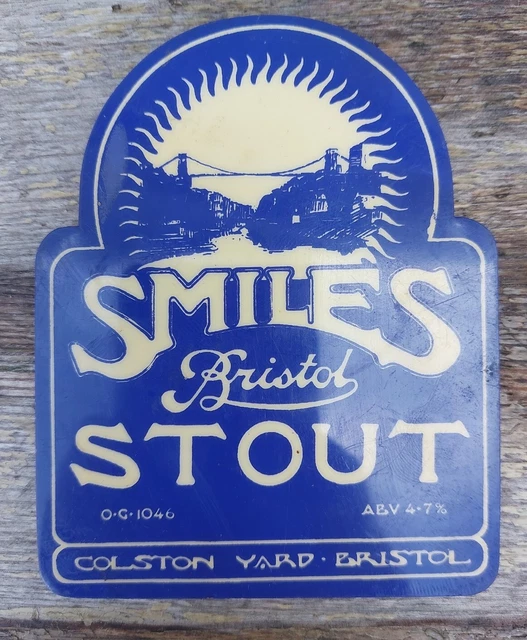 SMILES
Bristol
STOUT
O·G·1046 ABV 4·7%
COLSTON YARD · BRISTOL